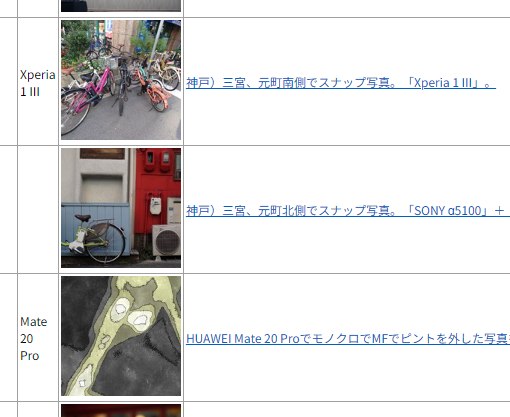 Xperia
1 III
神戸）三宮、元町南側でスナップ写真。「Xperia 1 III」。
神戸）三宮、元町北側でスナップ写真。「SONY α5100」＋
Mate
20
Pro
HUAWEI Mate 20 ProでモノクロでMFでピントを外した写真